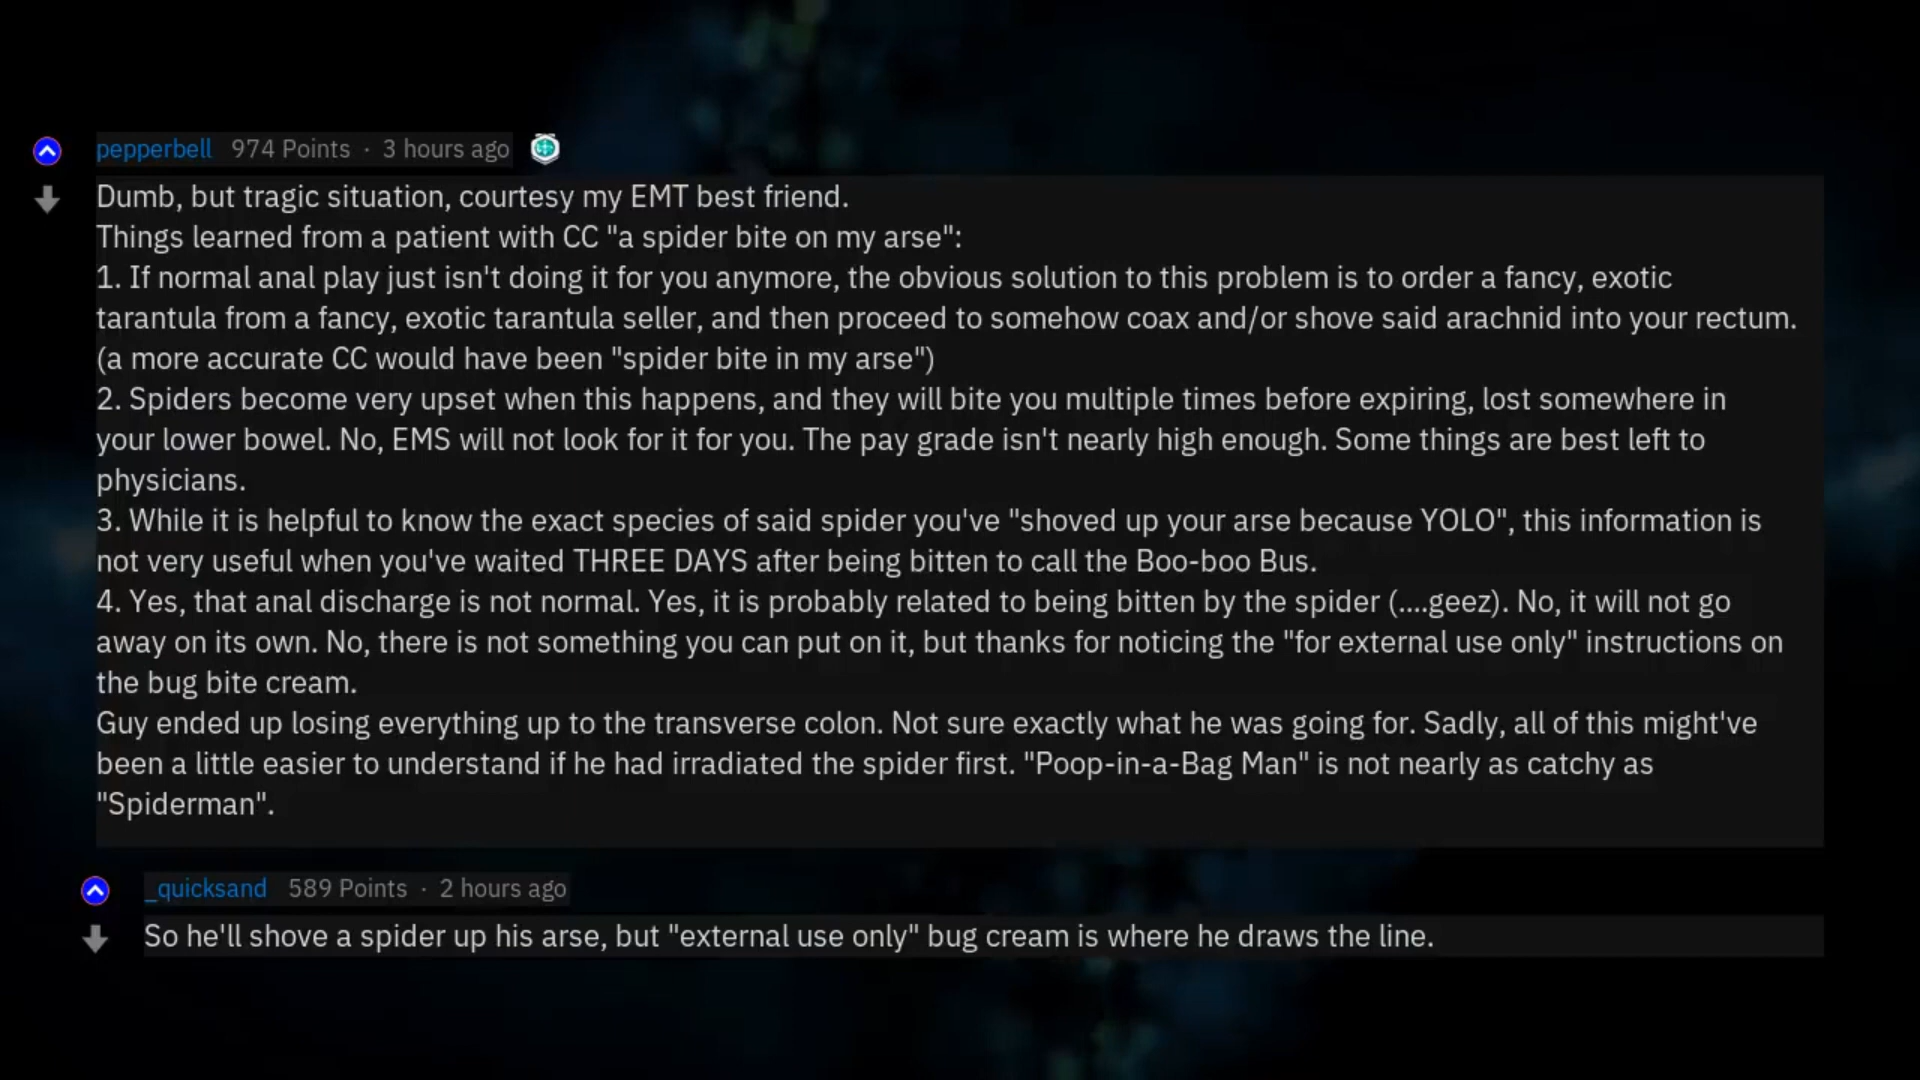 pepperbell 974 Points · 3 hours ago
Dumb, but tragic situation, courtesy my EMT best friend.
Things learned from a patient with CC "a spider bite on my arse":
1. If normal anal play just isn't doing it for you anymore, the obvious solution to this problem is to order a fancy, exotic
tarantula from a fancy, exotic tarantula seller, and then proceed to somehow coax and/or shove said arachnid into your rectum.
(a more accurate CC would have been "spider bite in my arse")
2. Spiders become very upset when this happens, and they will bite you multiple times before expiring, lost somewhere in
your lower bowel. No, EMS will not look for it for you. The pay grade isn't nearly high enough. Some things are best left to
physicians.
3. While it is helpful to know the exact species of said spider you've "shoved up your arse because YOLO", this information is
not very useful when you've waited THREE DAYS after being bitten to call the Boo-boo Bus.
4. Yes, that anal discharge is not normal. Yes, it is probably related to being bitten by the spider (....geez). No, it will not go
away on its own. No, there is not something you can put on it, but thanks for noticing the "for external use only" instructions on
the bug bite cream.
Guy ended up losing everything up to the transverse colon. Not sure exactly what he was going for. Sadly, all of this might've
been a little easier to understand if he had irradiated the spider first. "Poop-in-a-Bag Man" is not nearly as catchy as
"Spiderman".
_quicksand 589 Points · 2 hours ago
So he'll shove a spider up his arse, but "external use only" bug cream is where he draws the line.